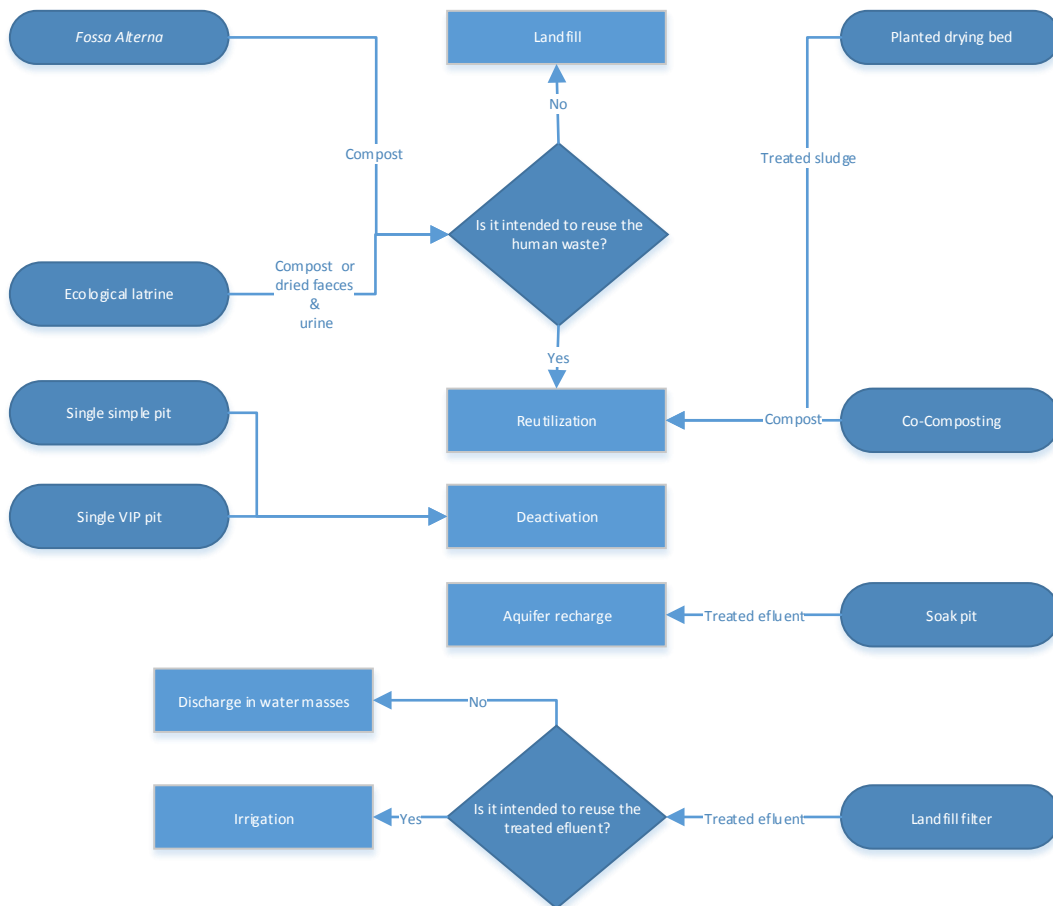 Fossa Alterna
Landfill
Planted drying bed
No
Compost
Treated sludge
Is it intended to reuse the
human waste?
Ecological latrine
Compost or
dried faeces
&
urine
Yes
Single simple pit
Reutilization
Compost
Co-Composting
Single VIP pit
Deactivation
Aquifer recharge
Treated efluent
Soak pit
Discharge in water masses
No
Is it intended to reuse the
treated efluent?
Irrigation
Yes
Treated efluent
Landfill filter